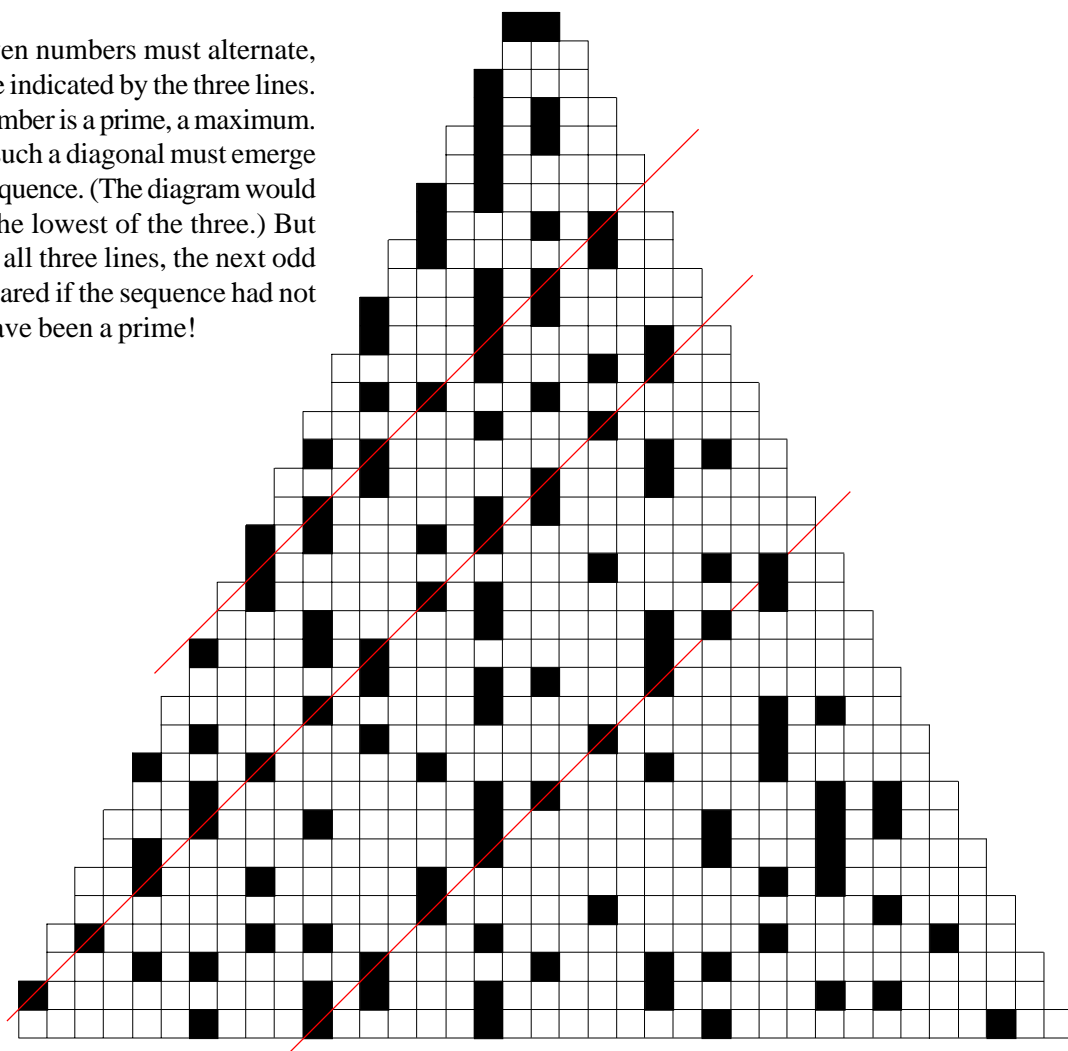 en numbers must alternate,
e indicated by the three lines.
mber is a prime, a maximum.
uch a diagonal must emerge
quence. (The diagram would
he lowest of the three.) But
all three lines, the next odd
ared if the sequence had not
ave been a prime!